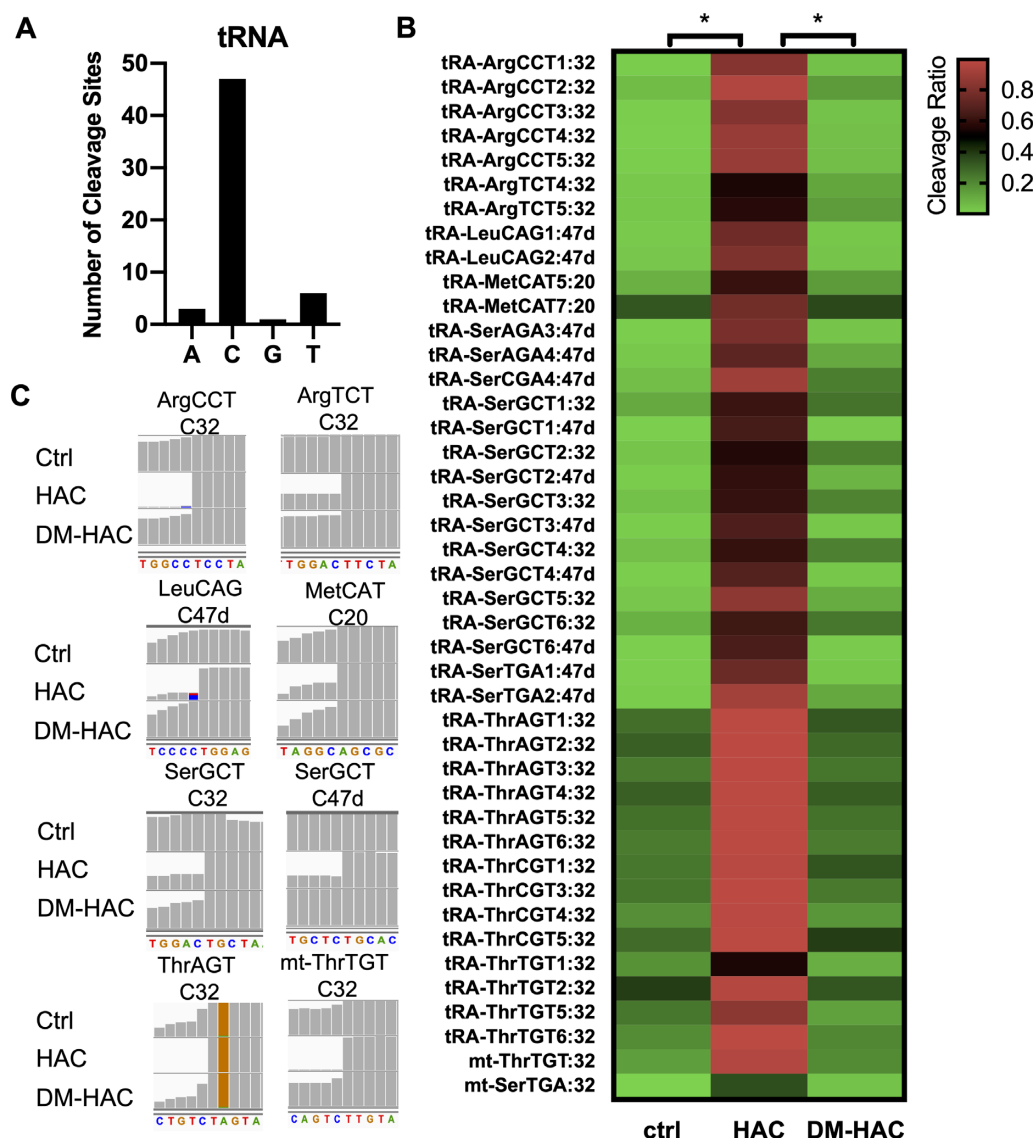 A
tRNA
Number of Cleavage Sites
50
40
30
20
10
0
A C G T
B
* *
tRA-ArgCCT1:32
tRA-ArgCCT2:32
tRA-ArgCCT3:32
tRA-ArgCCT4:32
tRA-ArgCCT5:32
tRA-ArgTCT4:32
tRA-ArgTCT5:32
tRA-LeuCAG1:47d
tRA-LeuCAG2:47d
tRA-MetCAT5:20
tRA-MetCAT7:20
tRA-SerAGA3:47d
tRA-SerAGA4:47d
tRA-SerCGA4:47d
tRA-SerGCT1:32
tRA-SerGCT1:47d
tRA-SerGCT2:32
tRA-SerGCT2:47d
tRA-SerGCT3:32
tRA-SerGCT3:47d
tRA-SerGCT4:32
tRA-SerGCT4:47d
tRA-SerGCT5:32
tRA-SerGCT6:32
tRA-SerGCT6:47d
tRA-SerTGA1:47d
tRA-SerTGA2:47d
tRA-ThrAGT1:32
tRA-ThrAGT2:32
tRA-ThrAGT3:32
tRA-ThrAGT4:32
tRA-ThrAGT5:32
tRA-ThrAGT6:32
tRA-ThrCGT1:32
tRA-ThrCGT3:32
tRA-ThrCGT4:32
tRA-ThrCGT5:32
tRA-ThrTGT1:32
tRA-ThrTGT2:32
tRA-ThrTGT5:32
tRA-ThrTGT6:32
mt-ThrTGT:32
mt-SerTGA:32
ctrl HAC DM-HAC
Cleavage Ratio
0.8
0.6
0.4
0.2
C
ArgCCT ArgTCT
C32 C32
Ctrl
HAC
DM-HAC
TGGCCTCCTA TGGACTTCTA
LeuCAG MetCAT
C47d C20
Ctrl
HAC
DM-HAC
TCCCCTGGAG TAGGCAGCGC
SerGCT SerGCT
C32 C47d
Ctrl
HAC
DM-HAC
TGGACTGCTA TGCTCTGCAC
ThrAGT mt-ThrTGT
C32 C32
Ctrl
HAC
DM-HAC
CTGTCTAGTA CAGTCTTGTA